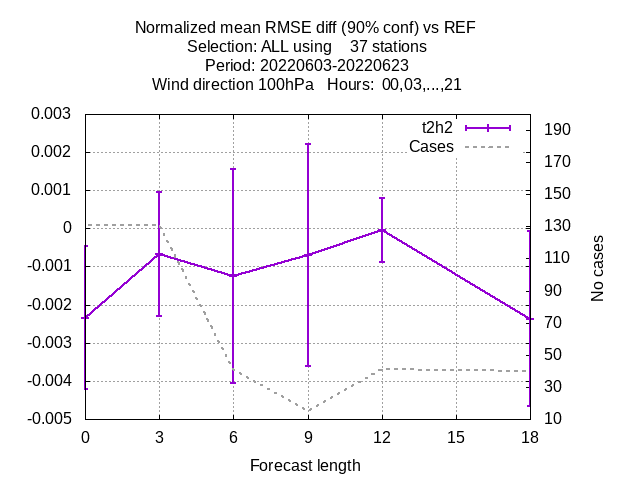 Normalized mean RMSE diff (90% conf) vs REF
Selection: ALL using    37 stations
Period: 20220603-20220623
Wind direction 100hPa   Hours:  00,03,...,21
t2h2
Cases
0.003
0.002
0.001
0
-0.001
-0.002
-0.003
-0.004
-0.005
190
170
150
130
110
90
70
50
30
10
No cases
0 3 6 9 12 15 18
Forecast length